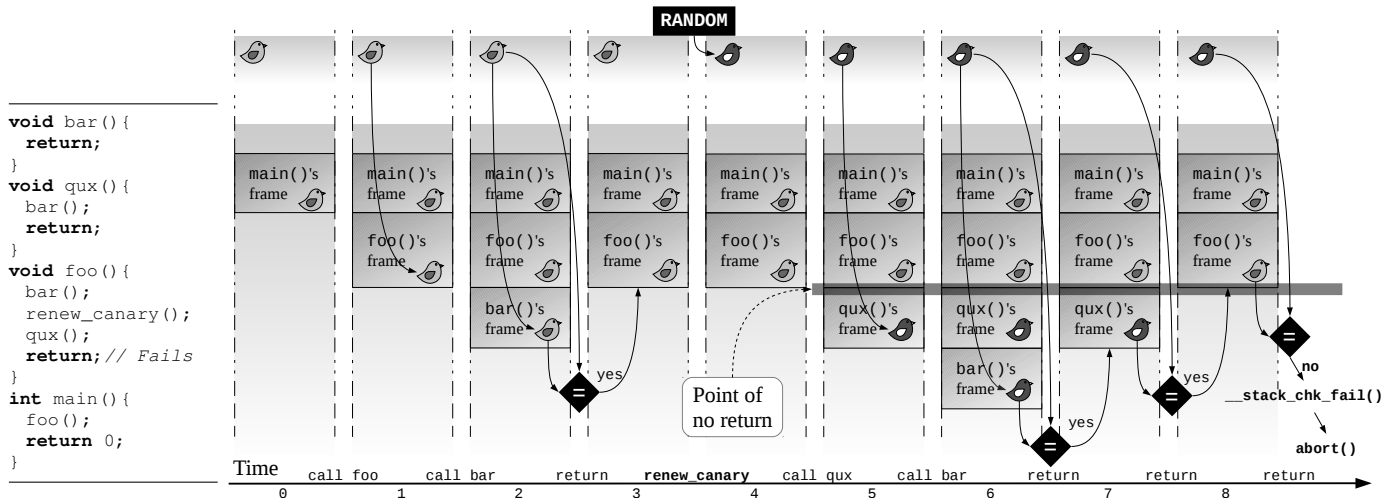 RANDOM
void bar(){
return;
}
void qux(){
bar();
return;
}
void foo(){
bar();
renew_canary();
qux();
return;// Fails
}
int main(){
foo();
return 0;
}
main()'s
frame
main()'s
frame
foo()'s
frame
main()'s
frame
foo()'s
frame
bar()'s
frame
=
yes
main()'s
frame
foo()'s
frame
main()'s
frame
foo()'s
frame
Point of
no return
main()'s
frame
foo()'s
frame
qux()'s
frame
main()'s
frame
foo()'s
frame
qux()'s
frame
bar()'s
frame
=
yes
main()'s
frame
foo()'s
frame
qux()'s
frame
=
yes
main()'s
frame
foo()'s
frame
=
no
__stack_chk_fail()
abort()
Time
call foo call bar return renew_canary call qux call bar return return return
0 1 2 3 4 5 6 7 8